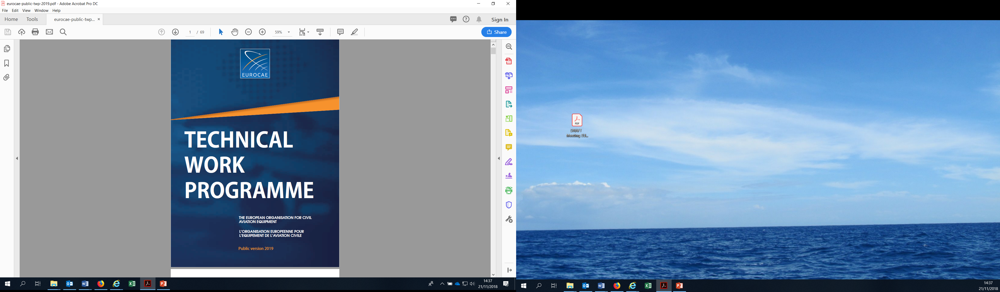 eurocae-public-twp-2019.pdf - Adobe Acrobat Pro DC
File Edit View Window Help
Home Tools eurocae-public-twp... × Sign In
1 / 69 59% Share
EUROCAE
TECHNICAL
WORK
PROGRAMME
THE EUROPEAN ORGANISATION FOR CIVIL
AVIATION EQUIPMENT
L'ORGANISATION EUROPEENNE POUR
L'EQUIPEMENT DE L'AVIATION CIVILE
Public version 2019
14:37
21/11/2018
PDF
DRAFT
Meeting EU...
14:37
21/11/2018